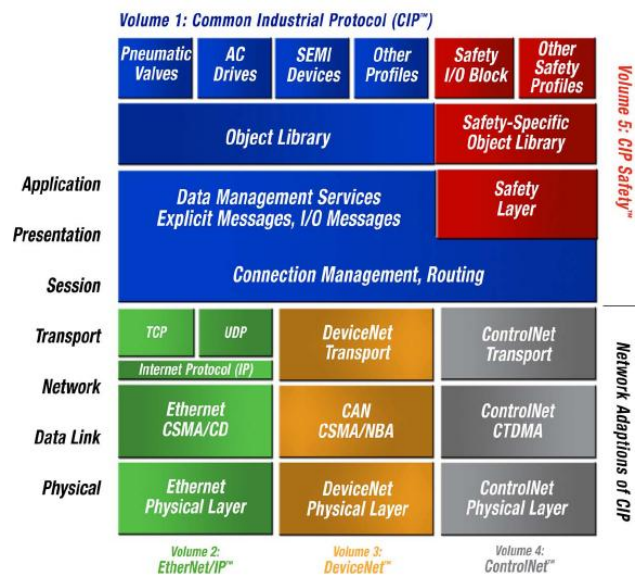 Volume 1: Common Industrial Protocol (CIP™)
Pneumatic
Valves
AC
Drives
SEMI
Devices
Other
Profiles
Safety
I/O Block
Other
Safety
Profiles
Object Library
Safety-Specific
Object Library
Volume 5: CIP Safety™
Application
Presentation
Session
Data Management Services
Explicit Messages, I/O Messages
Safety
Layer
Connection Management, Routing
Transport
Network
Data Link
Physical
TCP
UDP
Internet Protocol (IP)
DeviceNet
Transport
ControlNet
Transport
Ethernet
CSMA/CD
CAN
CSMA/NBA
ControlNet
CTDMA
Ethernet
Physical Layer
DeviceNet
Physical Layer
ControlNet
Physical Layer
Network Adaptions of CIP
Volume 2:
EtherNet/IP™
Volume 3:
DeviceNet™
Volume 4:
ControlNet™